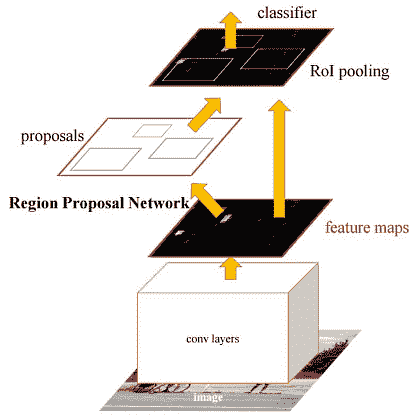 classifier
RoI pooling
proposals
Region Proposal Network
feature maps
conv layers
image